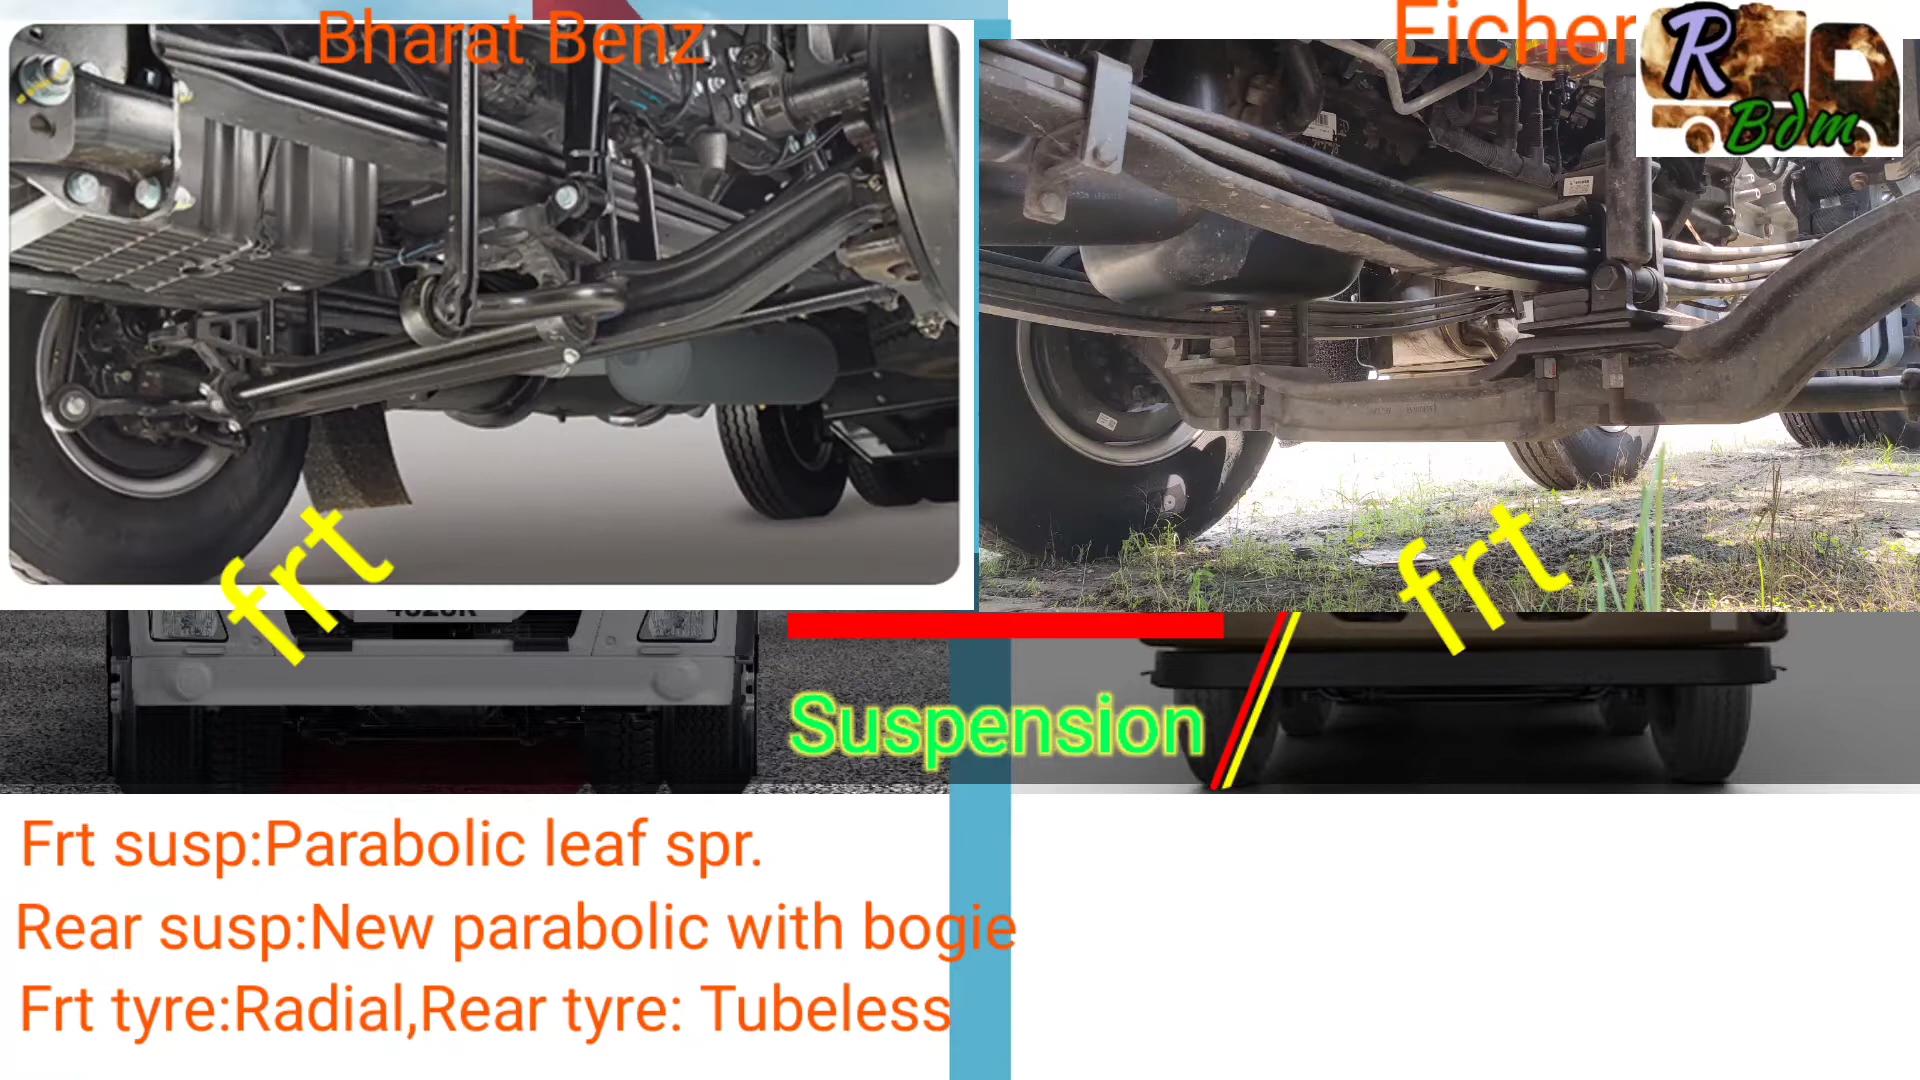 Bharat Benz
Eicher
R
Bdm
frt
frt
Suspension
Frt susp:Parabolic leaf spr.
Rear susp:New parabolic with bogie
Frt tyre:Radial,Rear tyre: Tubeless